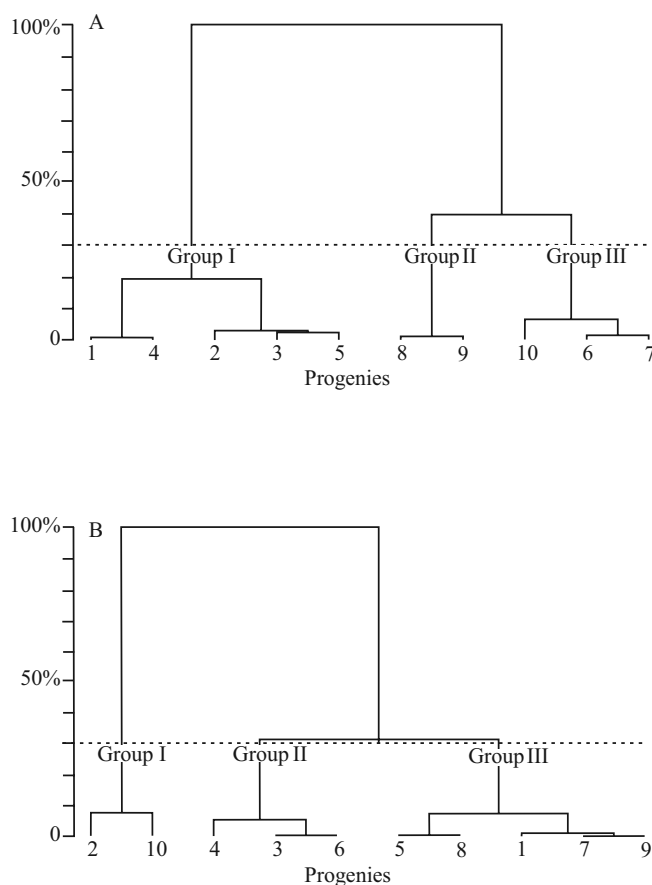 100%
A
50%
Group I
Group II
Group III
0
1 4 2 3 5 8 9 10 6 7
Progenies
100%
B
50%
Group I
Group II
Group III
0
2 10 4 3 6 5 8 1 7 9
Progenies